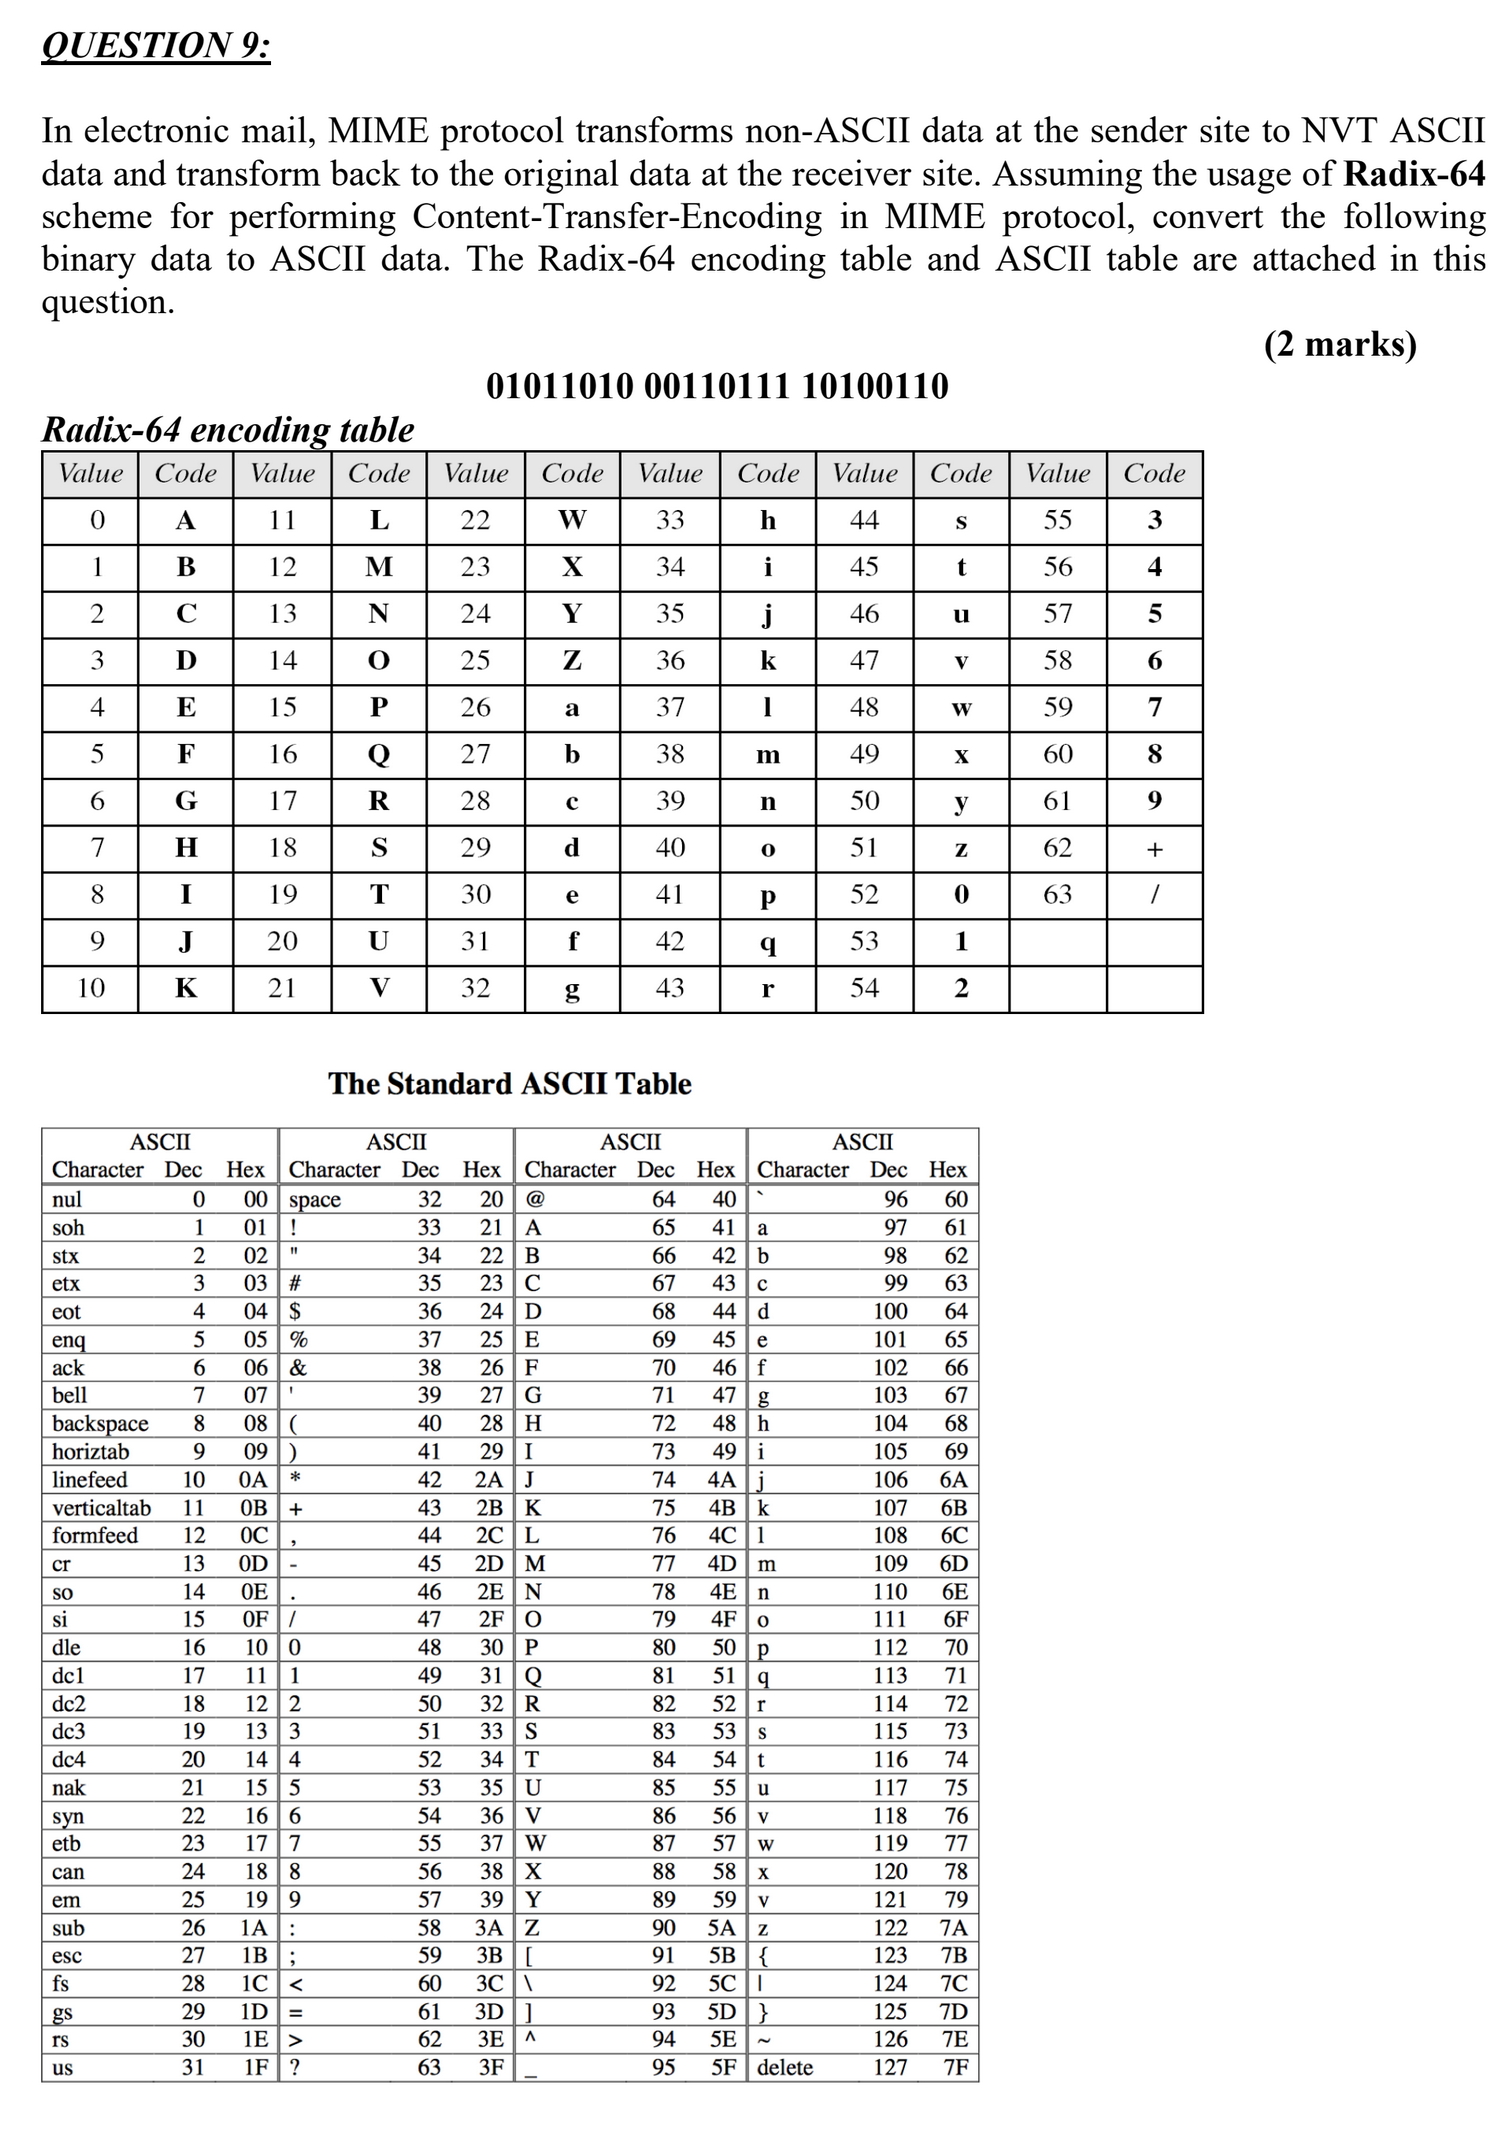 QUESTION 9:
In electronic mail, MIME protocol transforms non-ASCII data at the sender site to NVT ASCII
data and transform back to the original data at the receiver site. Assuming the usage of Radix-64
scheme for performing Content-Transfer-Encoding in MIME protocol, convert the following
binary data to ASCII data. The Radix-64 encoding table and ASCII table are attached in this
question.
(2 marks)
01011010 00110111 10100110
Radix-64 encoding table
Value Code Value Code Value Code Value Code Value Code Value Code
0 A 11 L 22 W 33 h 44 s 55 3
1 B 12 M 23 X 34 i 45 t 56 4
2 C 13 N 24 Y 35 j 46 u 57 5
3 D 14 O 25 Z 36 k 47 v 58 6
4 E 15 P 26 a 37 l 48 w 59 7
5 F 16 Q 27 b 38 m 49 x 60 8
6 G 17 R 28 c 39 n 50 y 61 9
7 H 18 S 29 d 40 o 51 z 62 +
8 I 19 T 30 e 41 p 52 0 63 /
9 J 20 U 31 f 42 q 53 1
10 K 21 V 32 g 43 r 54 2
The Standard ASCII Table
ASCII ASCII ASCII ASCII
Character Dec Hex Character Dec Hex Character Dec Hex Character Dec Hex
nul 0 00 space 32 20 @ 64 40 ` 96 60
soh 1 01 ! 33 21 A 65 41 a 97 61
stx 2 02 " 34 22 B 66 42 b 98 62
etx 3 03 # 35 23 C 67 43 c 99 63
eot 4 04 $ 36 24 D 68 44 d 100 64
enq 5 05 % 37 25 E 69 45 e 101 65
ack 6 06 & 38 26 F 70 46 f 102 66
bell 7 07 ' 39 27 G 71 47 g 103 67
backspace 8 08 ( 40 28 H 72 48 h 104 68
horiztab 9 09 ) 41 29 I 73 49 i 105 69
linefeed 10 0A * 42 2A J 74 4A j 106 6A
verticaltab 11 0B + 43 2B K 75 4B k 107 6B
formfeed 12 0C , 44 2C L 76 4C l 108 6C
cr 13 0D - 45 2D M 77 4D m 109 6D
so 14 0E . 46 2E N 78 4E n 110 6E
si 15 0F / 47 2F O 79 4F o 111 6F
dle 16 10 0 48 30 P 80 50 p 112 70
dc1 17 11 1 49 31 Q 81 51 q 113 71
dc2 18 12 2 50 32 R 82 52 r 114 72
dc3 19 13 3 51 33 S 83 53 s 115 73
dc4 20 14 4 52 34 T 84 54 t 116 74
nak 21 15 5 53 35 U 85 55 u 117 75
syn 22 16 6 54 36 V 86 56 v 118 76
etb 23 17 7 55 37 W 87 57 w 119 77
can 24 18 8 56 38 X 88 58 x 120 78
em 25 19 9 57 39 Y 89 59 v 121 79
sub 26 1A : 58 3A Z 90 5A z 122 7A
esc 27 1B ; 59 3B [ 91 5B { 123 7B
fs 28 1C < 60 3C \ 92 5C | 124 7C
gs 29 1D = 61 3D ] 93 5D } 125 7D
rs 30 1E > 62 3E ^ 94 5E ~ 126 7E
us 31 1F ? 63 3F _ 95 5F delete 127 7F